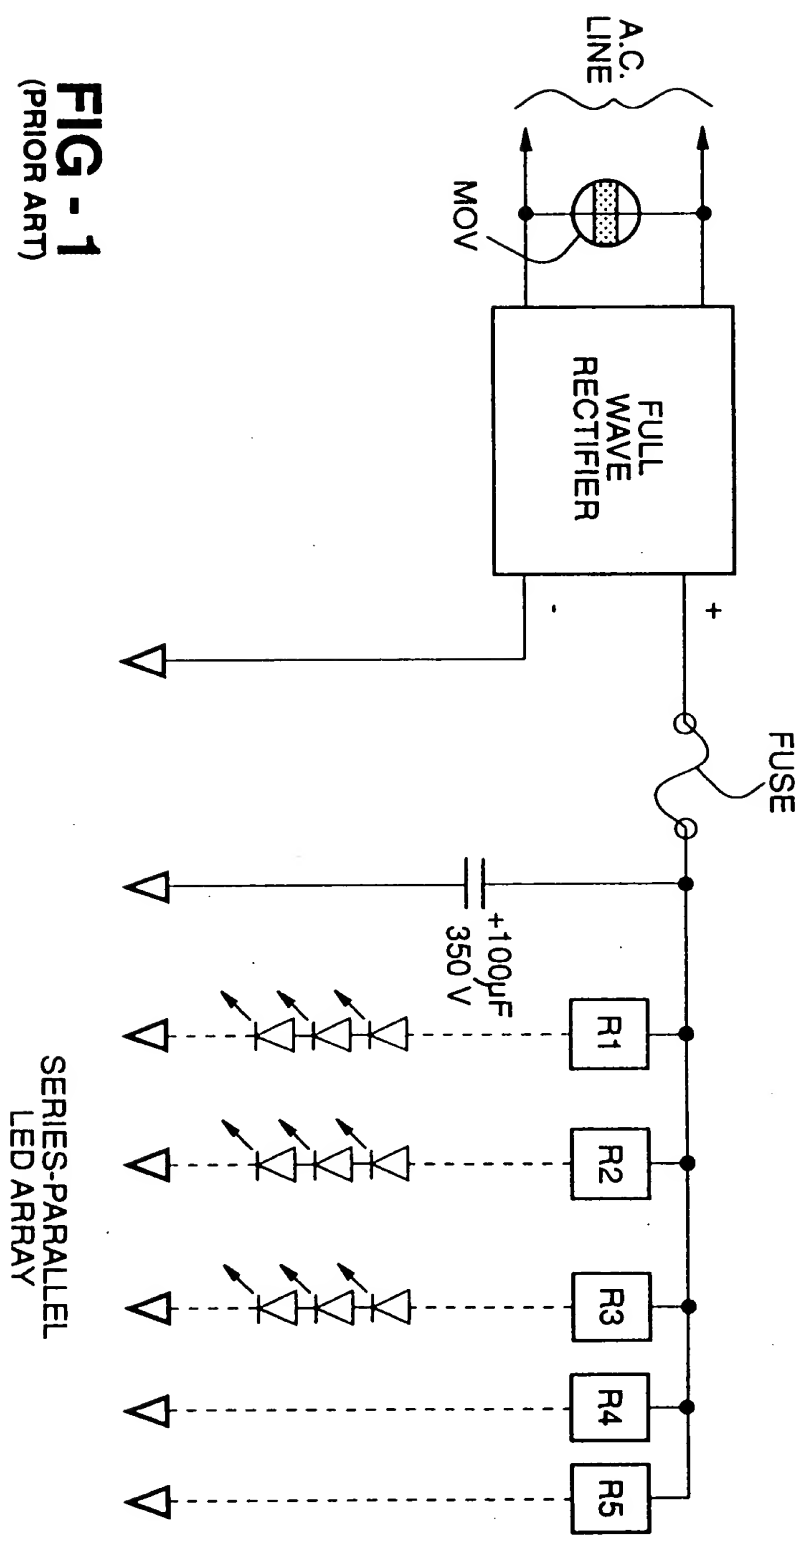 A.C.
LINE
MOV
FULL
WAVE
RECTIFIER
+
-
FUSE
+100µF
350 V
R1
R2
R3
R4
R5
SERIES-PARALLEL
LED ARRAY
FIG - 1
(PRIOR ART)